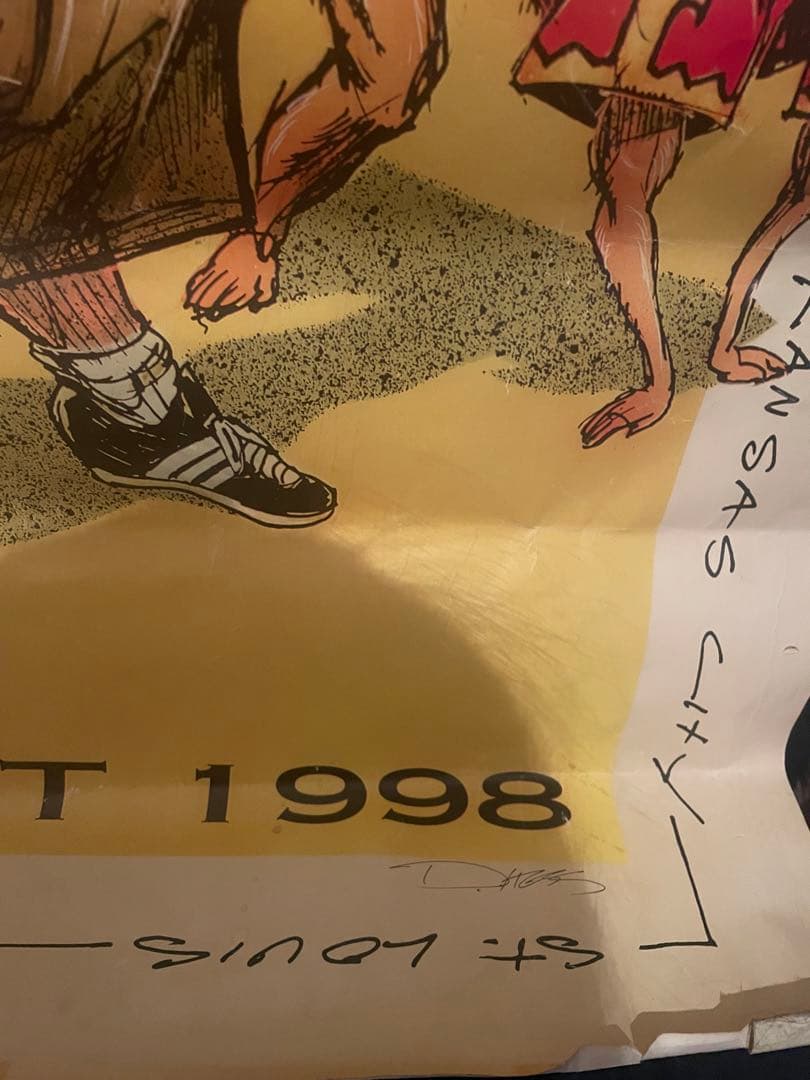 KANSAS CITY
T 1998
St. LOUIS